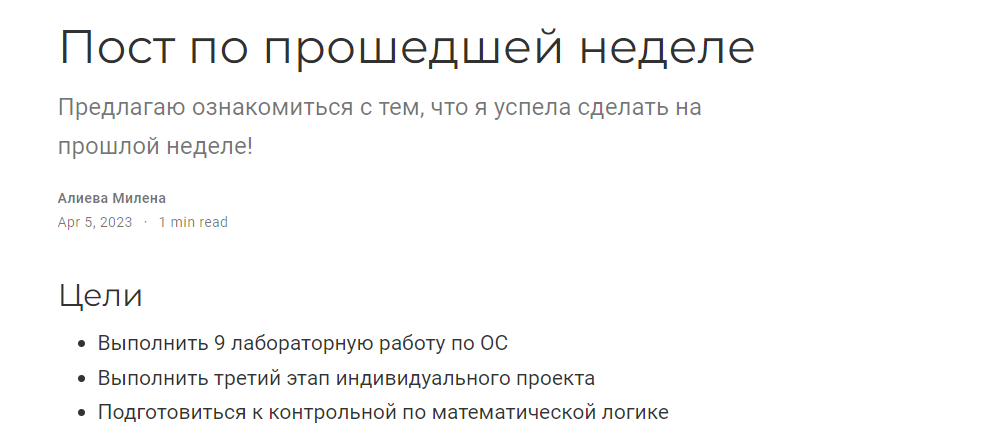 Пост по прошедшей неделе
Предлагаю ознакомиться с тем, что я успела сделать на
прошлой неделе!
Алиева Милена
Apr 5, 2023 · 1 min read
Цели
• Выполнить 9 лабораторную работу по ОС
• Выполнить третий этап индивидуального проекта
• Подготовиться к контрольной по математической логике